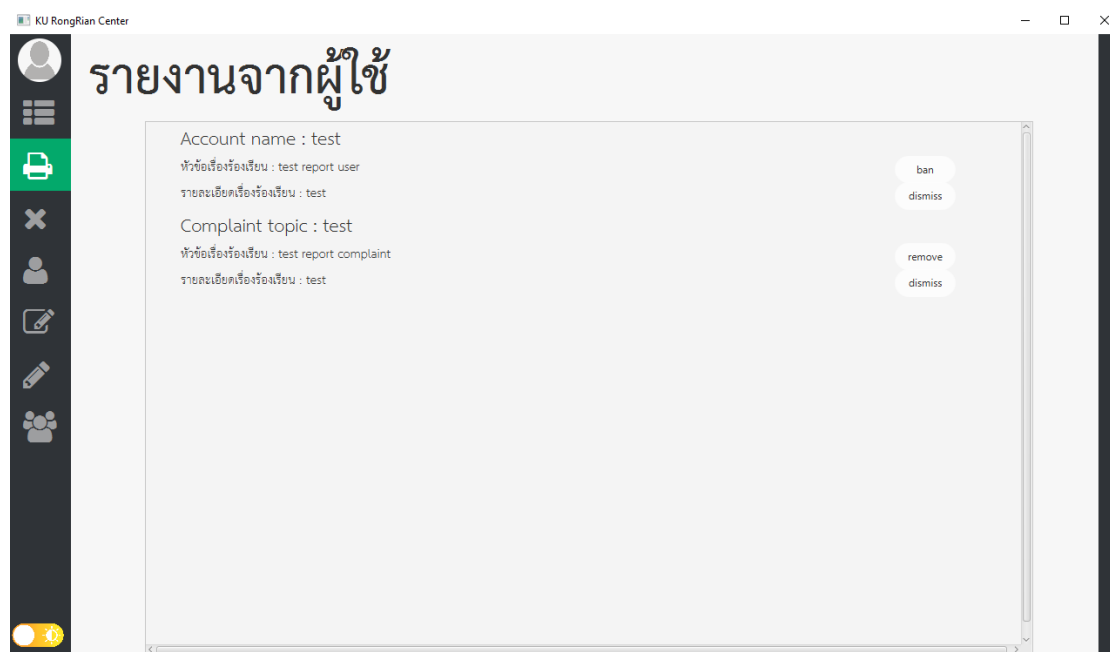 KU RongRian Center
รายงานจากผู้ใช้
Account name : test
หัวข้อเรื่องร้องเรียน : test report user
ban
รายละเอียดเรื่องร้องเรียน : test
dismiss
Complaint topic : test
หัวข้อเรื่องร้องเรียน : test report complaint
remove
รายละเอียดเรื่องร้องเรียน : test
dismiss